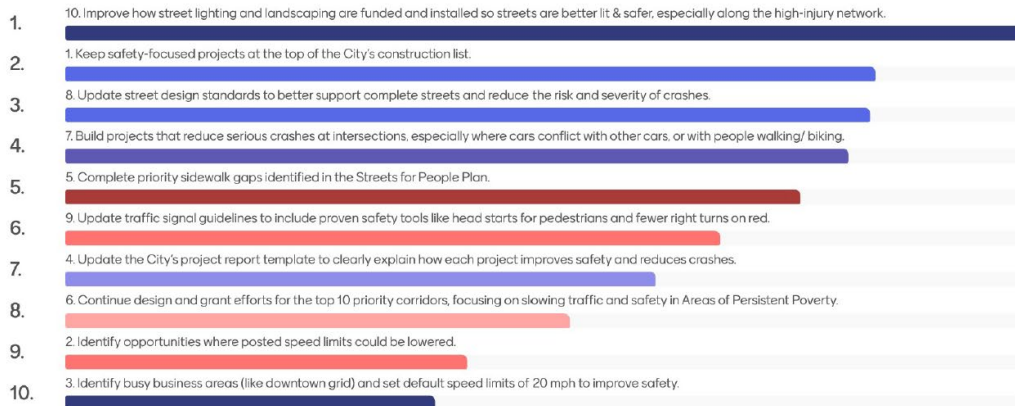 1.
10. Improve how street lighting and landscaping are funded and installed so streets are better lit & safer, especially along the high-injury network.
2.
1. Keep safety-focused projects at the top of the City's construction list.
3.
8. Update street design standards to better support complete streets and reduce the risk and severity of crashes.
4.
7. Build projects that reduce serious crashes at intersections, especially where cars conflict with other cars, or with people walking/ biking.
5.
5. Complete priority sidewalk gaps identified in the Streets for People Plan.
6.
9. Update traffic signal guidelines to include proven safety tools like head starts for pedestrians and fewer right turns on red.
7.
4. Update the City's project report template to clearly explain how each project improves safety and reduces crashes.
8.
6. Continue design and grant efforts for the top 10 priority corridors, focusing on slowing traffic and safety in Areas of Persistent Poverty.
9.
2. Identify opportunities where posted speed limits could be lowered.
10.
3. Identify busy business areas (like downtown grid) and set default speed limits of 20 mph to improve safety.